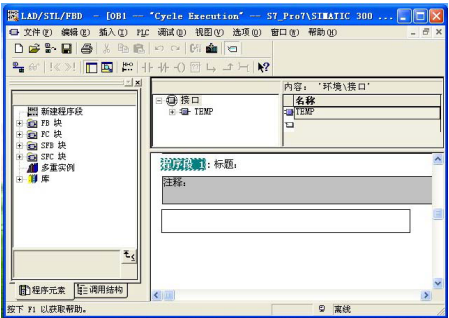 LAD/STL/FBD - [OB1 - "Cycle Execution" -- S7_Pro7\SIMATIC 300 ...
文件(F) 编辑(E) 插入(I) PLC 调试(D) 视图(V) 选项(O) 窗口(W) 帮助(H)
内容: '环境\接口'
接口
TEMP
名称
TEMP
新建程序段
FB 块
FC 块
SFB 块
SFC 块
多重实例
库
程序段 1:标题:
注释:
程序元素 调用结构
按下 F1 以获取帮助。 离线